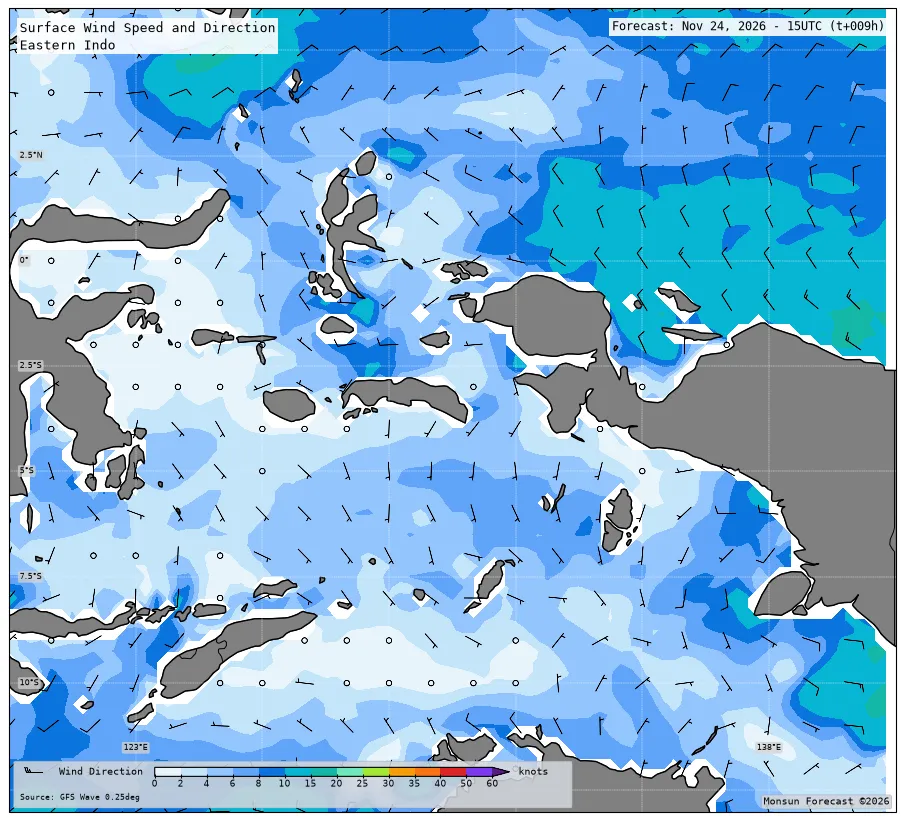 Surface Wind Speed and Direction
Eastern Indo
Forecast: Nov 24, 2026 - 15UTC (t+009h)
2.5°N
0°
2.5°S
5°S
7.5°S
10°S
123°E
138°E
Wind Direction
knots
0 2 4 6 8 10 15 20 25 30 35 40 50 60
Source: GFS Wave 0.25deg
Monsun Forecast ©2026